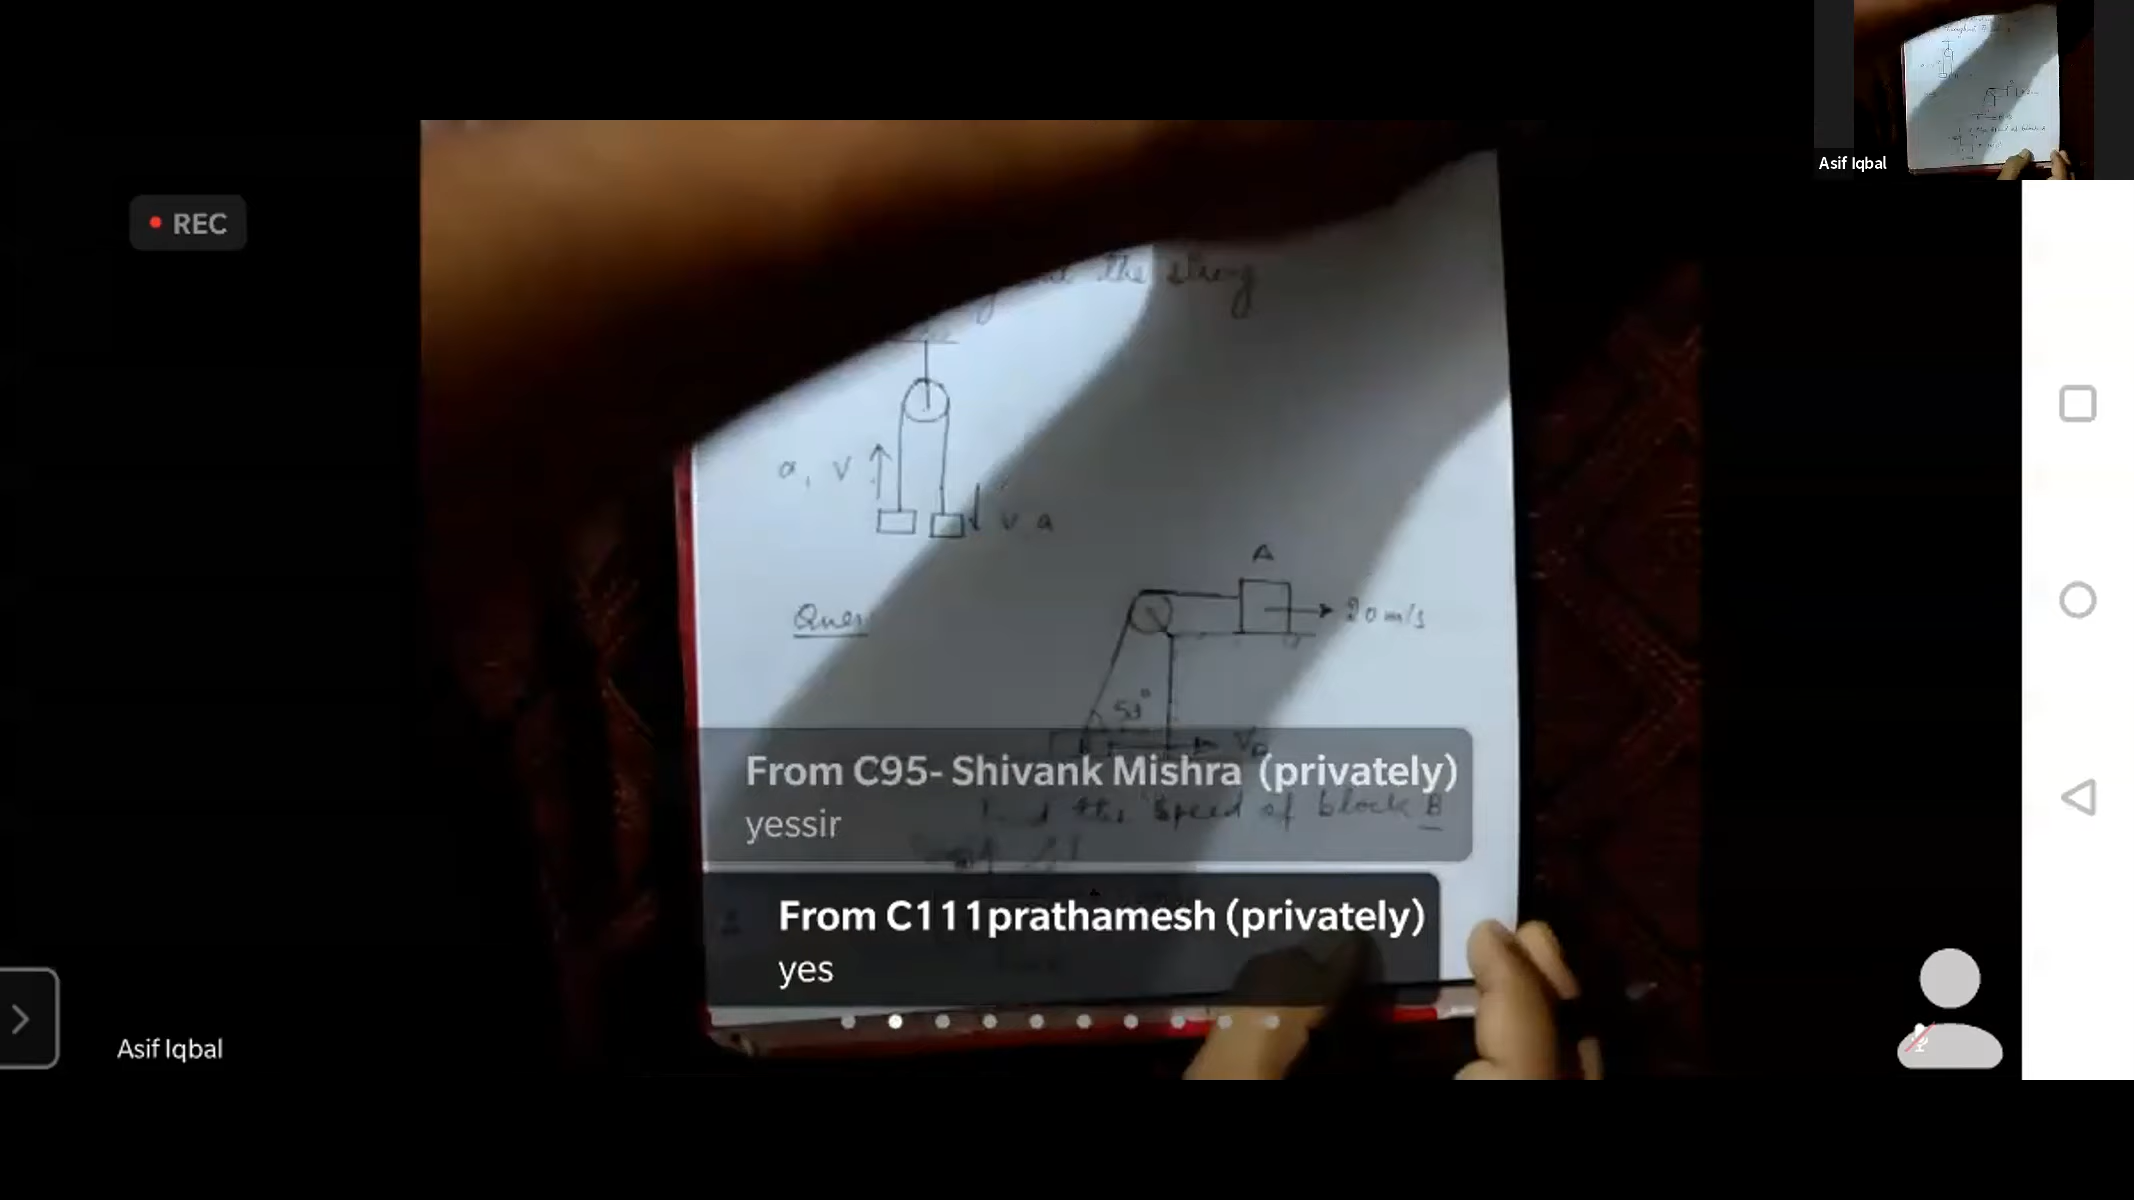 Asif Iqbal
REC
the string
a, V
v a
A
Ques
20 m/s
53°
From C95- Shivank Mishra (privately)
yessir
the speed of block B
From C111prathamesh (privately)
yes
Asif Iqbal